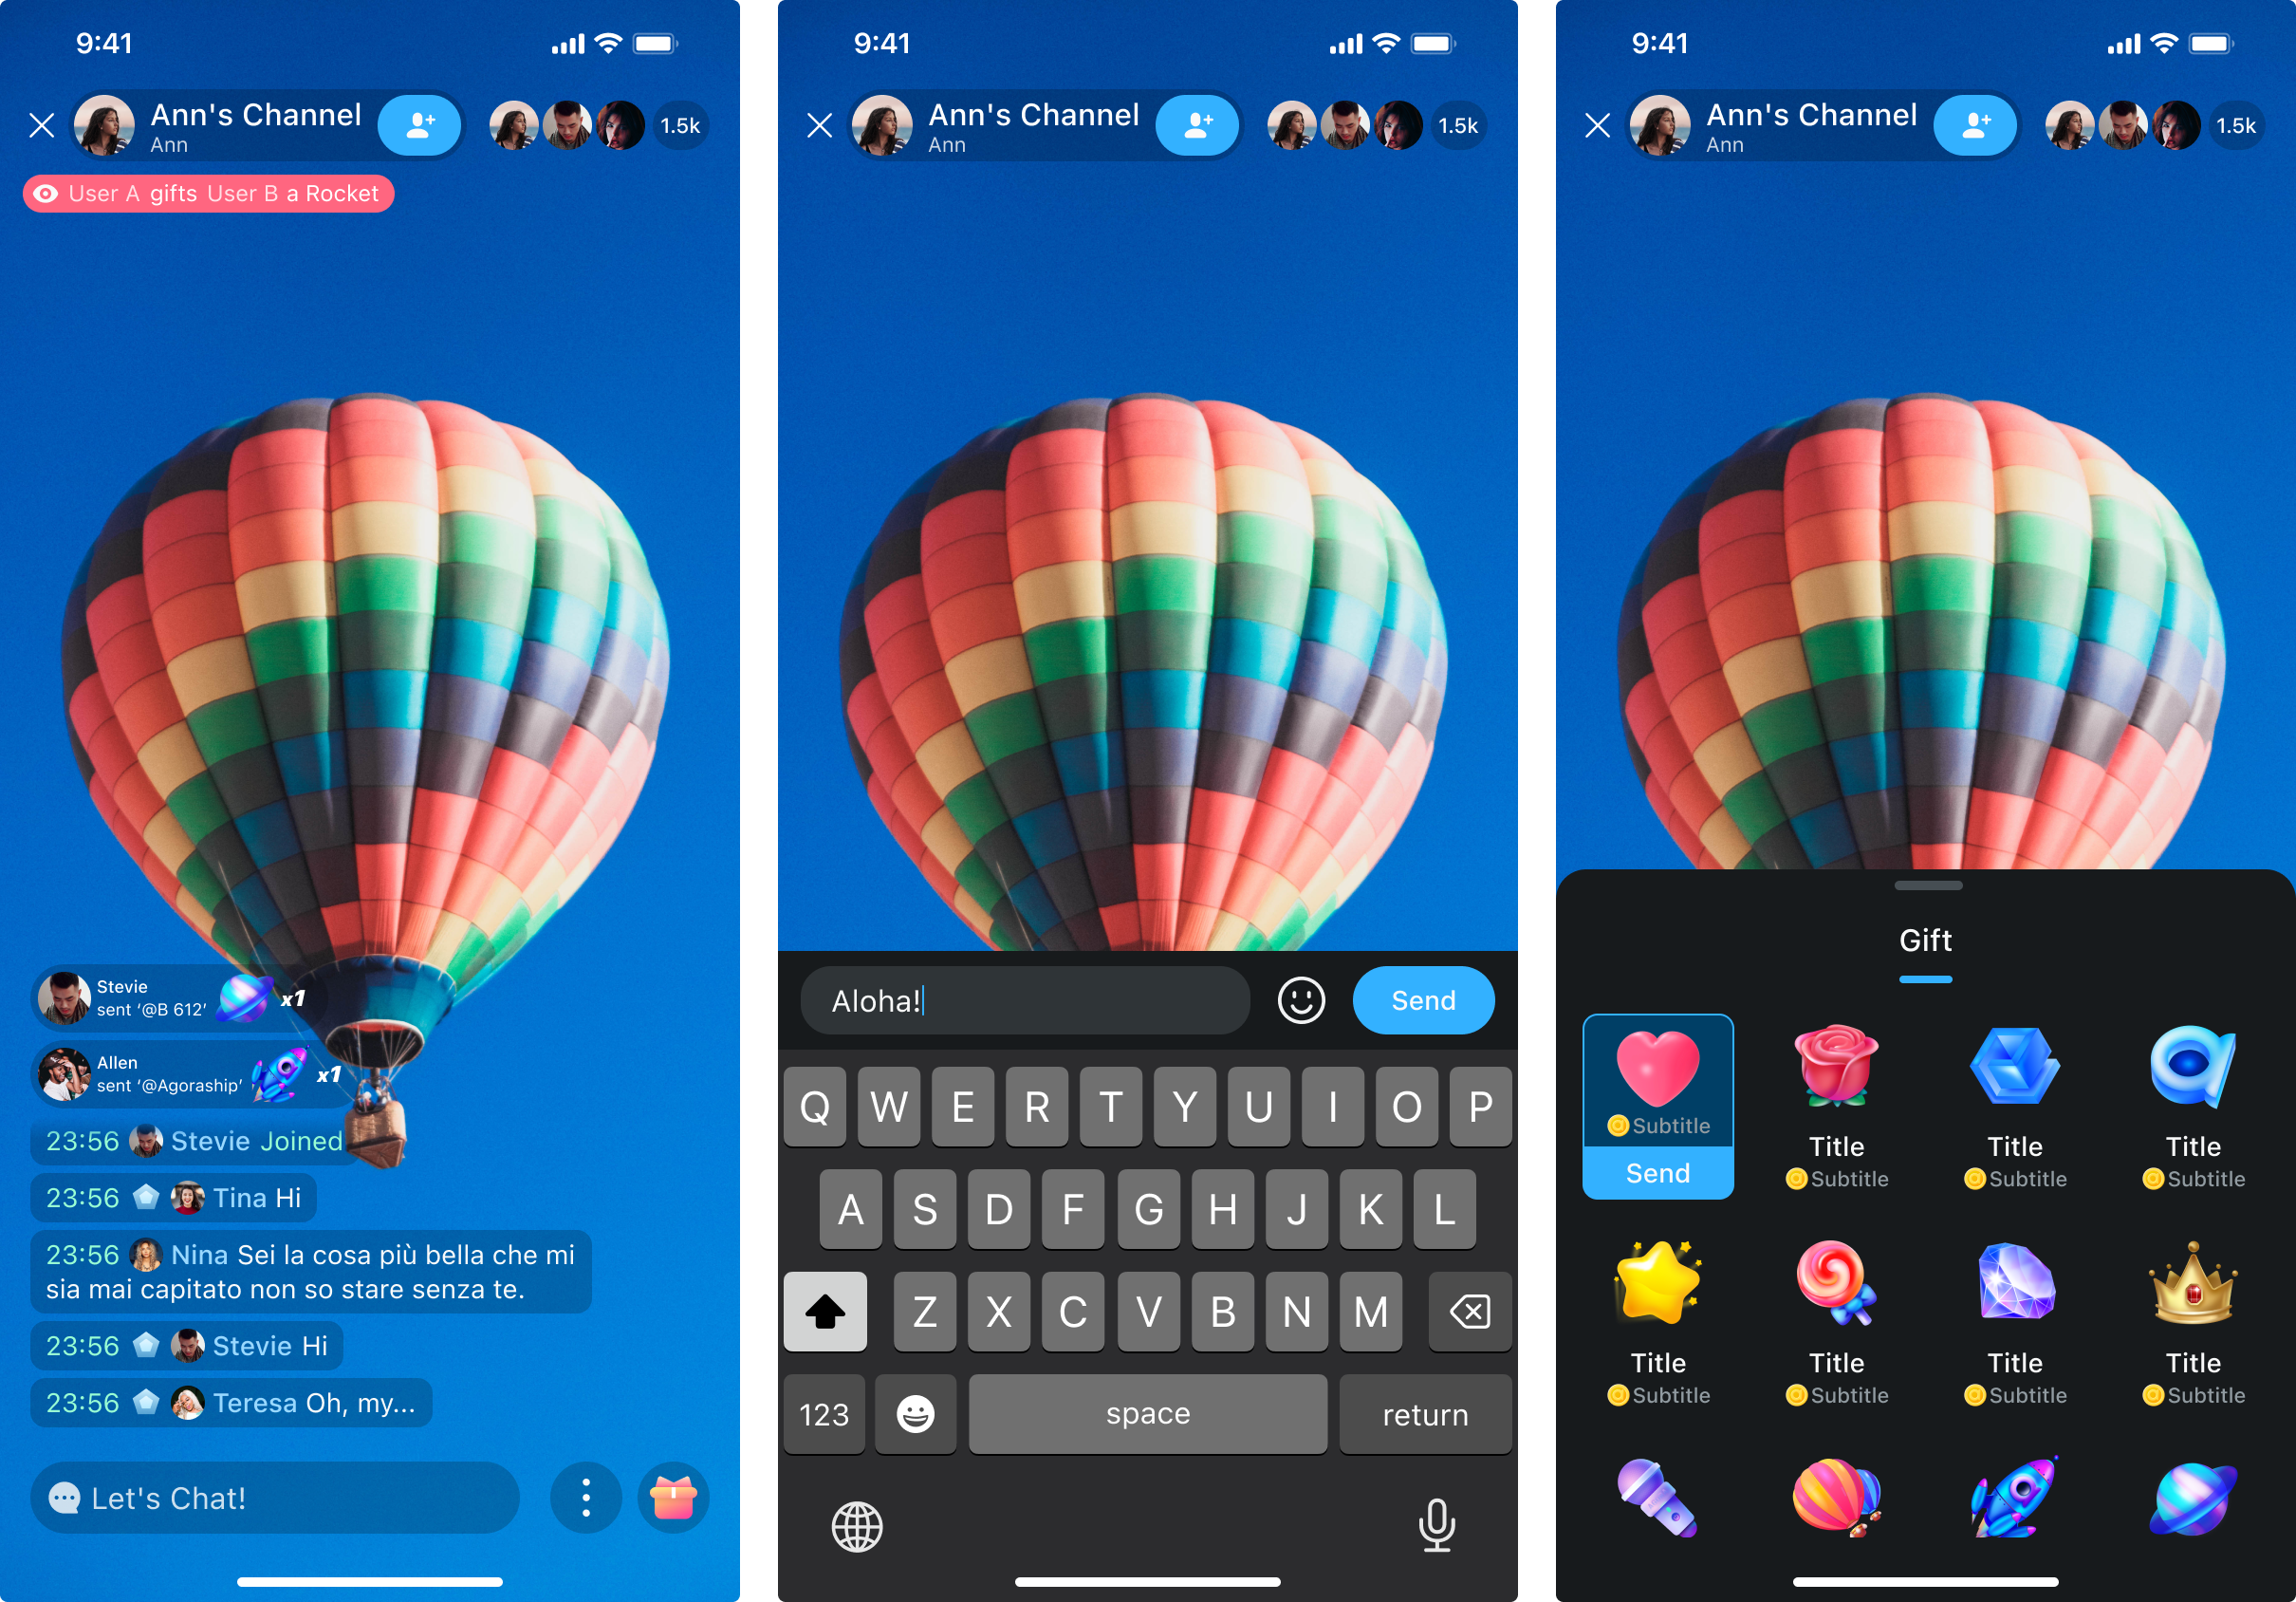 9:41
Ann's Channel
Ann
1.5k
User A gifts User B a Rocket
Stevie
sent ‘@B 612’
x1
Allen
sent ‘@Agoraship’
x1
23:56 Stevie Joined
23:56 Tina Hi
23:56 Nina Sei la cosa più bella che mi
sia mai capitato non so stare senza te.
23:56 Stevie Hi
23:56 Teresa Oh, my...
Let's Chat!
9:41
Ann's Channel
Ann
1.5k
Aloha!
Send
Q W E R T Y U I O P
A S D F G H J K L
Z X C V B N M
123 space return
9:41
Ann's Channel
Ann
1.5k
Gift
Subtitle
Send
Title Title Title
Subtitle Subtitle Subtitle
Title Title Title Title
Subtitle Subtitle Subtitle Subtitle